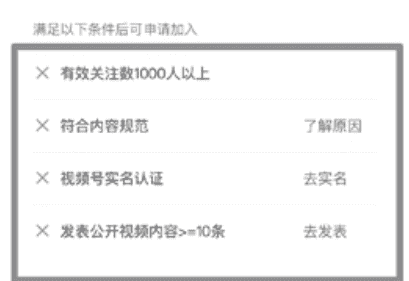 满足以下条件后可申请加入
× 有效关注数1000人以上
× 符合内容规范 了解原因
× 视频号实名认证 去实名
× 发表公开视频内容>=10条 去发表